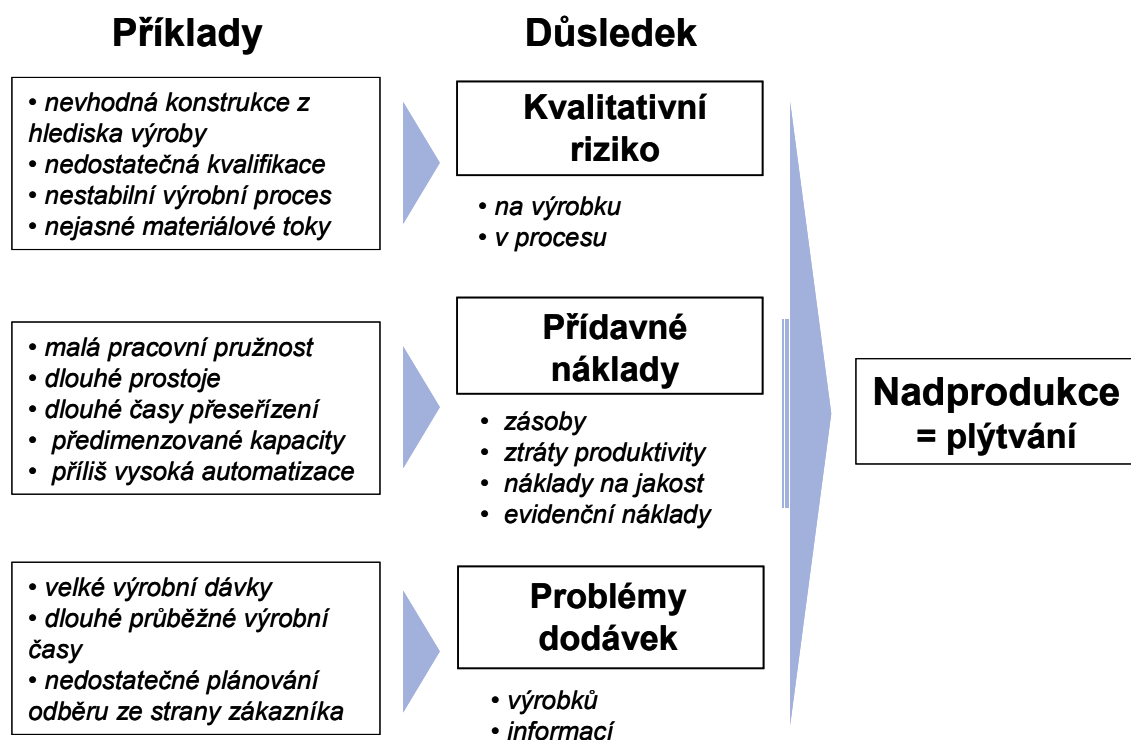 Příklady
Důsledek
• nevhodná konstrukce z
hlediska výroby
• nedostatečná kvalifikace
• nestabilní výrobní proces
• nejasné materiálové toky
Kvalitativní
riziko
• na výrobku
• v procesu
• malá pracovní pružnost
• dlouhé prostoje
• dlouhé časy přeseřízení
• předimenzované kapacity
• příliš vysoká automatizace
Přídavné
náklady
• zásoby
• ztráty produktivity
• náklady na jakost
• evidenční náklady
• velké výrobní dávky
• dlouhé průběžné výrobní
časy
• nedostatečné plánování
odběru ze strany zákazníka
Problémy
dodávek
• výrobků
• informací
Nadprodukce
= plýtvání